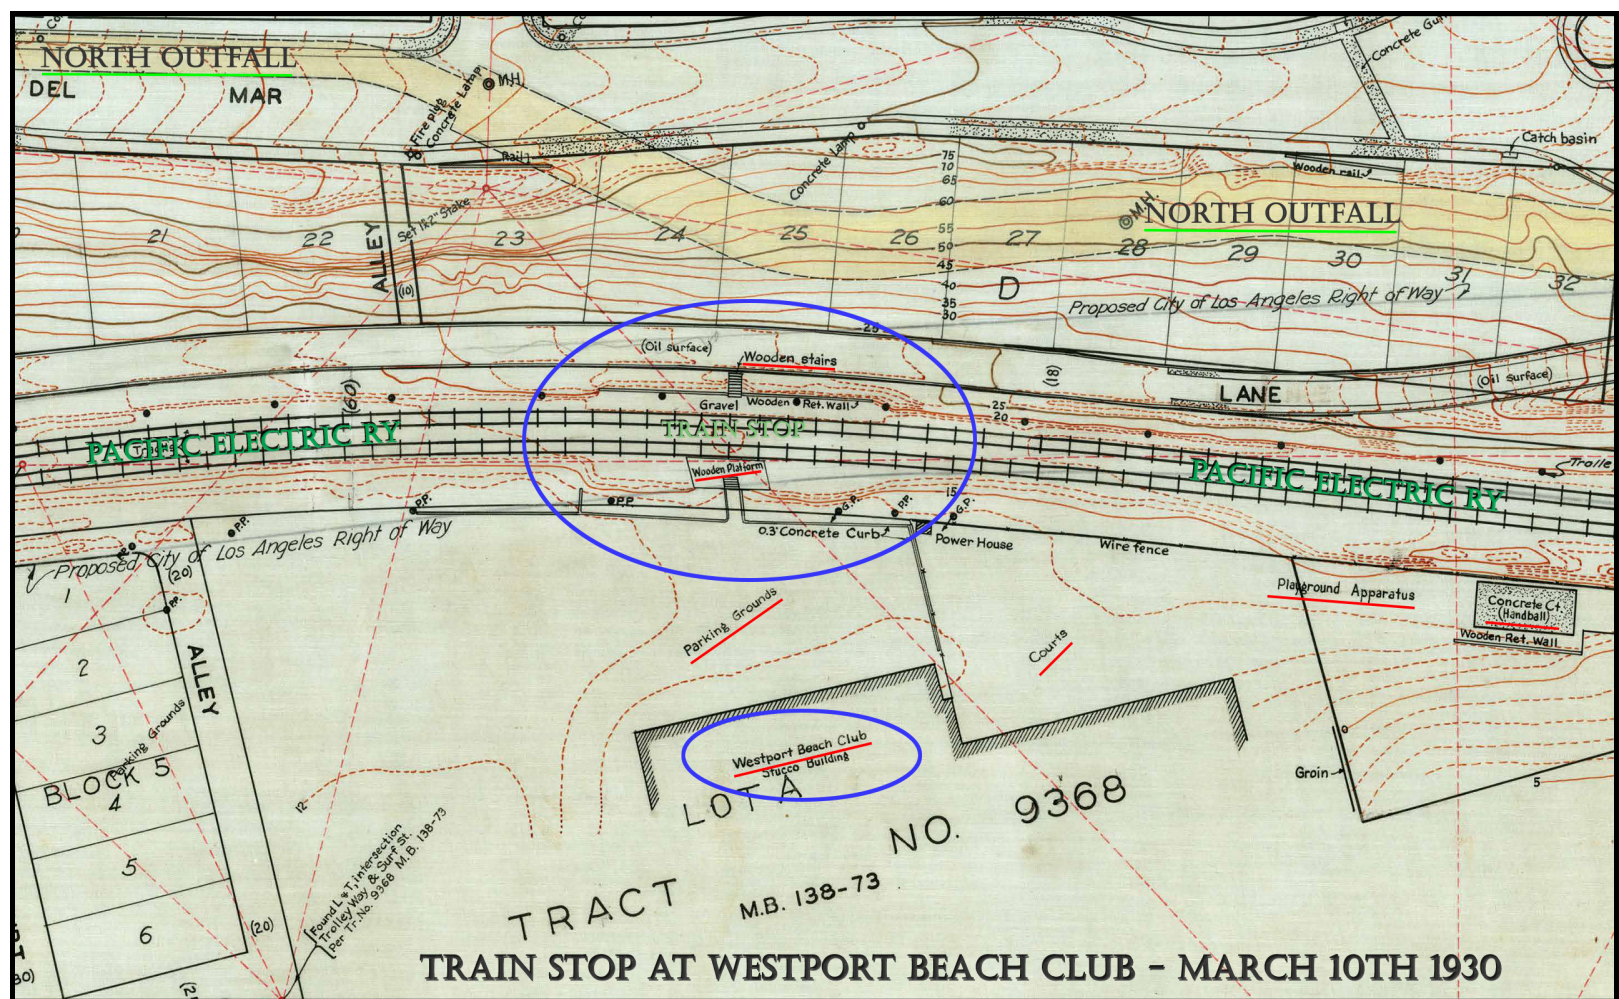 NORTH OUTFALL
DEL MAR
M.H.
Fire plug
Concrete Lamp
Rail
Concrete Lamp
Concrete
Catch basin
Wooden rail
75
70
65
60
55
50
45
40
35
30
25
M.H.
NORTH OUTFALL
21
22
23
24
25
26
27
28
29
30
31
32
ALLEY
(10)
Set 1x2" Stake
D
Proposed City of Los Angeles Right of Way
(Oil surface)
Wooden stairs
(60)
Gravel
Wooden Ret. Wall
(18)
LANE
(Oil surface)
25
20
PACIFIC ELECTRIC RY
TRAIN STOP
PACIFIC ELECTRIC RY
Wooden Platform
15
P.P.
P.P.
P.P.
G.P.
P.P.
G.P.
0.3' Concrete Curb
Power House
Wire fence
P.P.
Proposed City of Los Angeles Right of Way
(20)
P.P.
Playground Apparatus
Concrete Ct.
(Handball)
Wooden Ret. Wall
Parking Grounds
Courts
1
2
3
4
5
6
ALLEY
Parking Grounds
BLOCK 5
Westport Beach Club
Stucco Building
LOT A
Groin
5
12
NO. 9368
TRACT
M.B. 138-73
Found L & T, intersection
Trolley Way & Surf St.
Per Tr. No. 9368 M.B. 138-73
(20)
TRAIN STOP AT WESTPORT BEACH CLUB - MARCH 10TH 1930